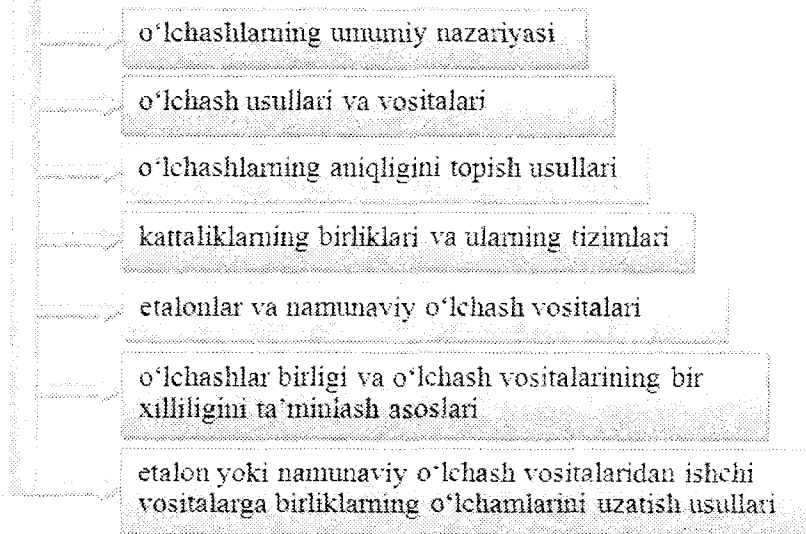 o‘lchashlarning umumiy nazariyasi
o‘lchash usullari va vositalari
o‘lchashlarning aniqligini topish usullari
kattaliklarning birliklari va ularning tizimlari
etalonlar va namunaviy o‘lchash vositalari
o‘lchashlar birligi va o‘lchash vositalarining bir
xilliligini ta’minlash asoslari
etalon yoki namunaviy o‘lchash vositalaridan ishchi
vositalarga birliklarning o‘lchamlarini uzatish usullari